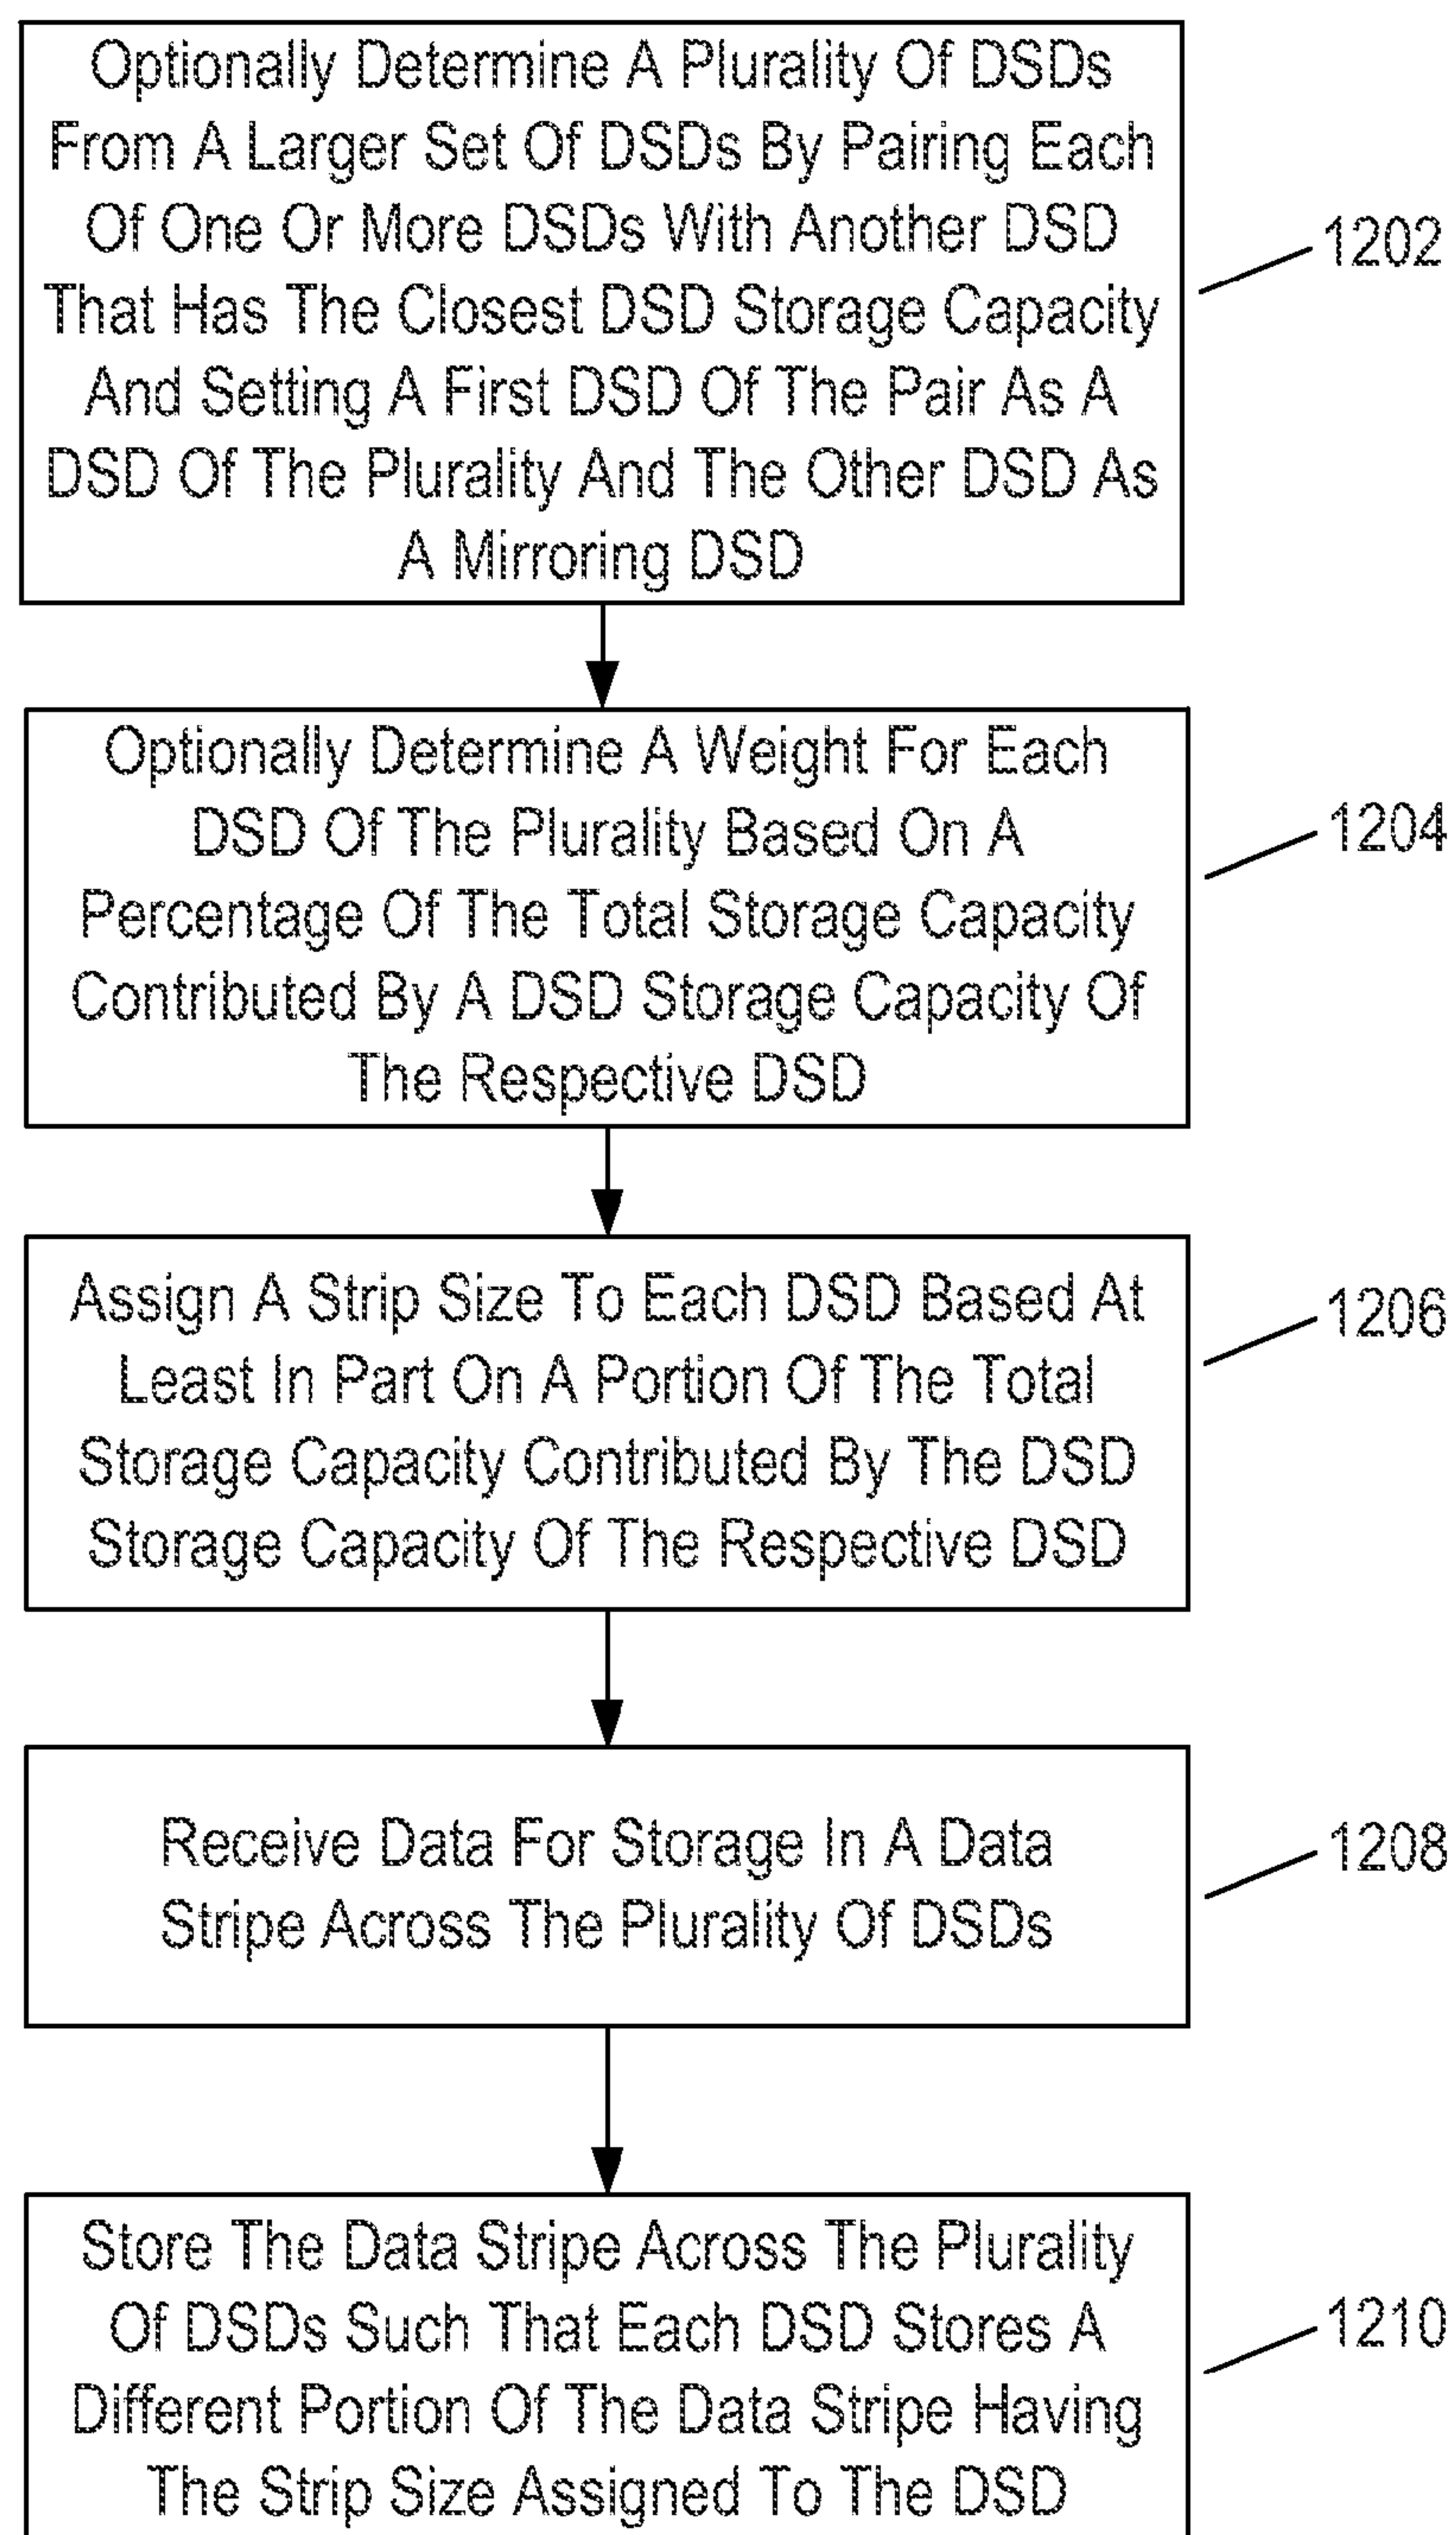 Optionally Determine A Plurality Of DSDs
From A Larger Set Of DSDs By Pairing Each
Of One Or More DSDs With Another DSD
That Has The Closest DSD Storage Capacity
And Setting A First DSD Of The Pair As A
DSD Of The Plurality And The Other DSD As
A Mirroring DSD
1202
Optionally Determine A Weight For Each
DSD Of The Plurality Based On A
Percentage Of The Total Storage Capacity
Contributed By A DSD Storage Capacity Of
The Respective DSD
1204
Assign A Strip Size To Each DSD Based At
Least In Part On A Portion Of The Total
Storage Capacity Contributed By The DSD
Storage Capacity Of The Respective DSD
1206
Receive Data For Storage In A Data
Stripe Across The Plurality Of DSDs
1208
Store The Data Stripe Across The Plurality
Of DSDs Such That Each DSD Stores A
Different Portion Of The Data Stripe Having
The Strip Size Assigned To The DSD
1210